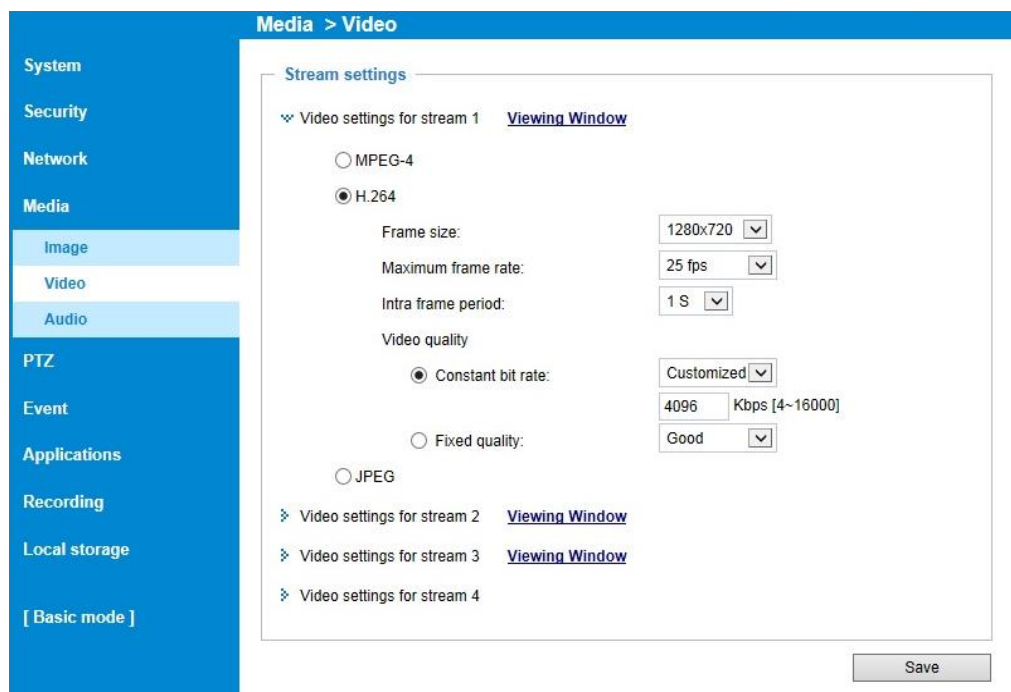 Media > Video
System
Security
Network
Media
Image
Video
Audio
PTZ
Event
Applications
Recording
Local storage
[ Basic mode ]
Stream settings
Video settings for stream 1 Viewing Window
MPEG-4
H.264
Frame size: 1280x720
Maximum frame rate: 25 fps
Intra frame period: 1 S
Video quality
Constant bit rate: Customized
4096 Kbps [4~16000]
Fixed quality: Good
JPEG
Video settings for stream 2 Viewing Window
Video settings for stream 3 Viewing Window
Video settings for stream 4
Save